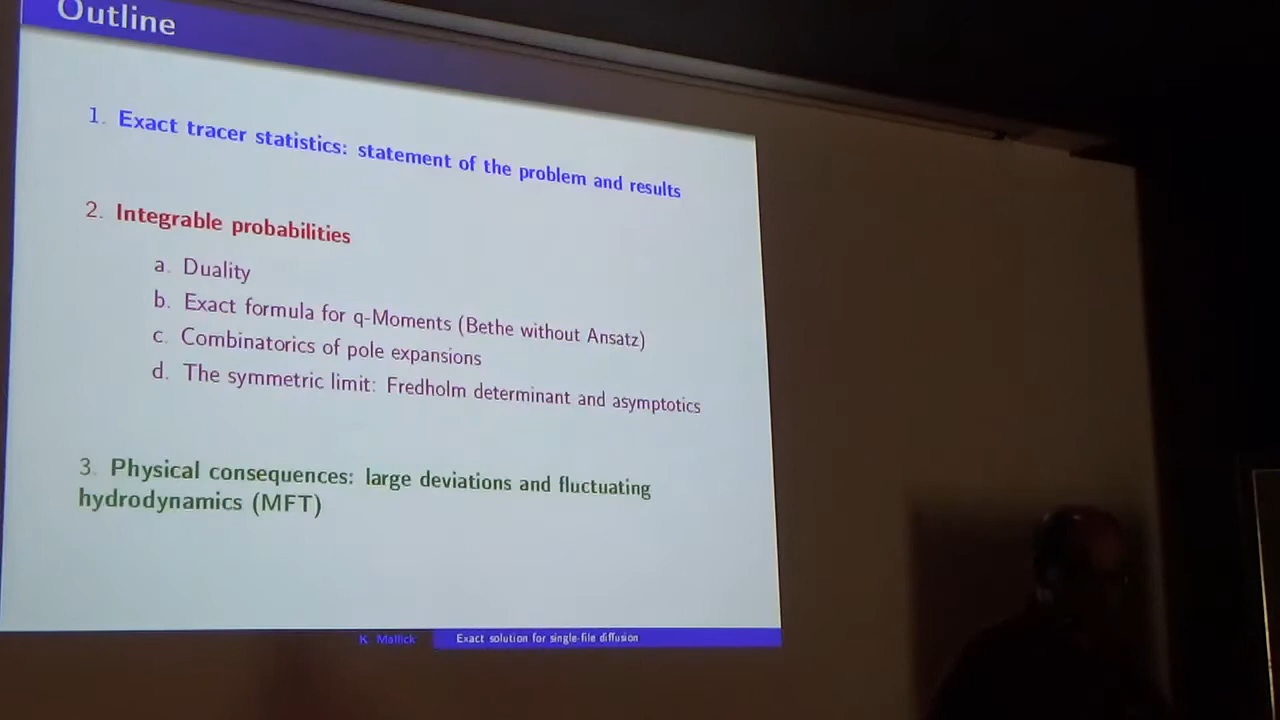 Outline
1. Exact tracer statistics: statement of the problem and results
2. Integrable probabilities
a. Duality
b. Exact formula for q-Moments (Bethe without Ansatz)
c. Combinatorics of pole expansions
d. The symmetric limit: Fredholm determinant and asymptotics
3. Physical consequences: large deviations and fluctuating
hydrodynamics (MFT)
K. Mallick Exact solution for single-file diffusion